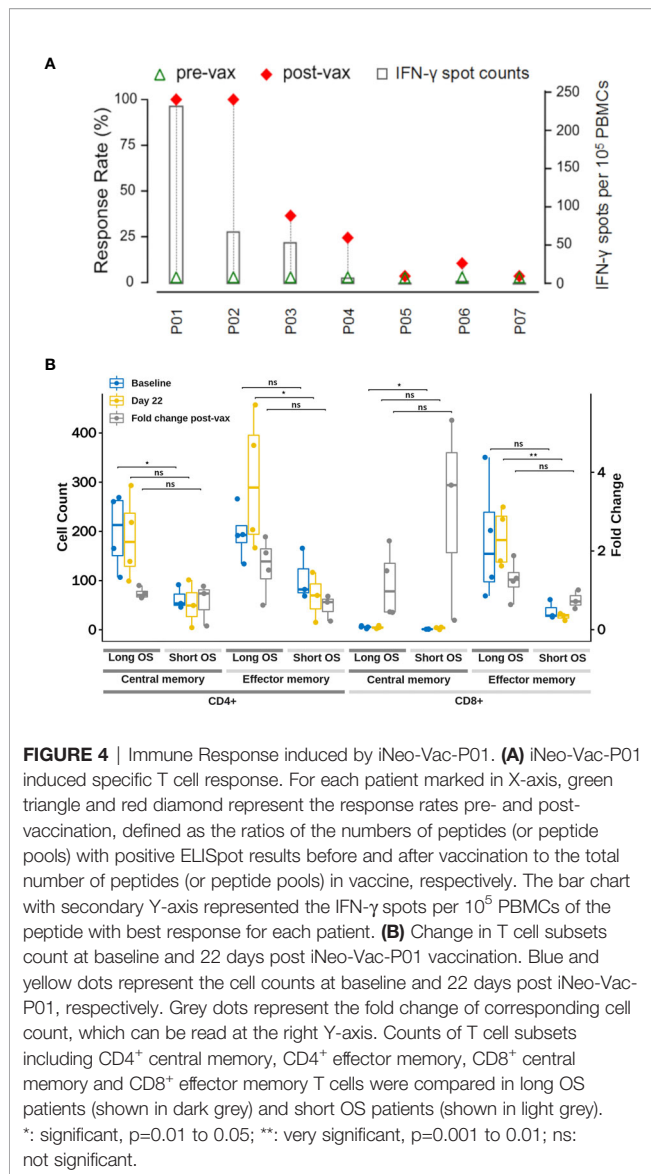 A
pre-vax post-vax IFN-γ spot counts
Response Rate (%)
100
75
50
25
0
250
200
150
100
50
0
IFN-γ spots per 10⁵ PBMCs
P01 P02 P03 P04 P05 P06 P07
B
Baseline
Day 22
Fold change post-vax
ns
*
ns
*
ns
ns
ns
**
ns
*
ns
ns
Cell Count
400
300
200
100
0
4
2
0
Fold Change
Long OS Short OS Long OS Short OS Long OS Short OS Long OS Short OS
Central memory Effector memory Central memory Effector memory
CD4+ CD8+
FIGURE 4 | Immune Response induced by iNeo-Vac-P01. (A) iNeo-Vac-P01
induced specific T cell response. For each patient marked in X-axis, green
triangle and red diamond represent the response rates pre- and post-
vaccination, defined as the ratios of the numbers of peptides (or peptide
pools) with positive ELISpot results before and after vaccination to the total
number of peptides (or peptide pools) in vaccine, respectively. The bar chart
with secondary Y-axis represented the IFN-γ spots per 10⁵ PBMCs of the
peptide with best response for each patient. (B) Change in T cell subsets
count at baseline and 22 days post iNeo-Vac-P01 vaccination. Blue and
yellow dots represent the cell counts at baseline and 22 days post iNeo-Vac-
P01, respectively. Grey dots represent the fold change of corresponding cell
count, which can be read at the right Y-axis. Counts of T cell subsets
including CD4⁺ central memory, CD4⁺ effector memory, CD8⁺ central
memory and CD8⁺ effector memory T cells were compared in long OS
patients (shown in dark grey) and short OS patients (shown in light grey).
*: significant, p=0.01 to 0.05; **: very significant, p=0.001 to 0.01; ns:
not significant.